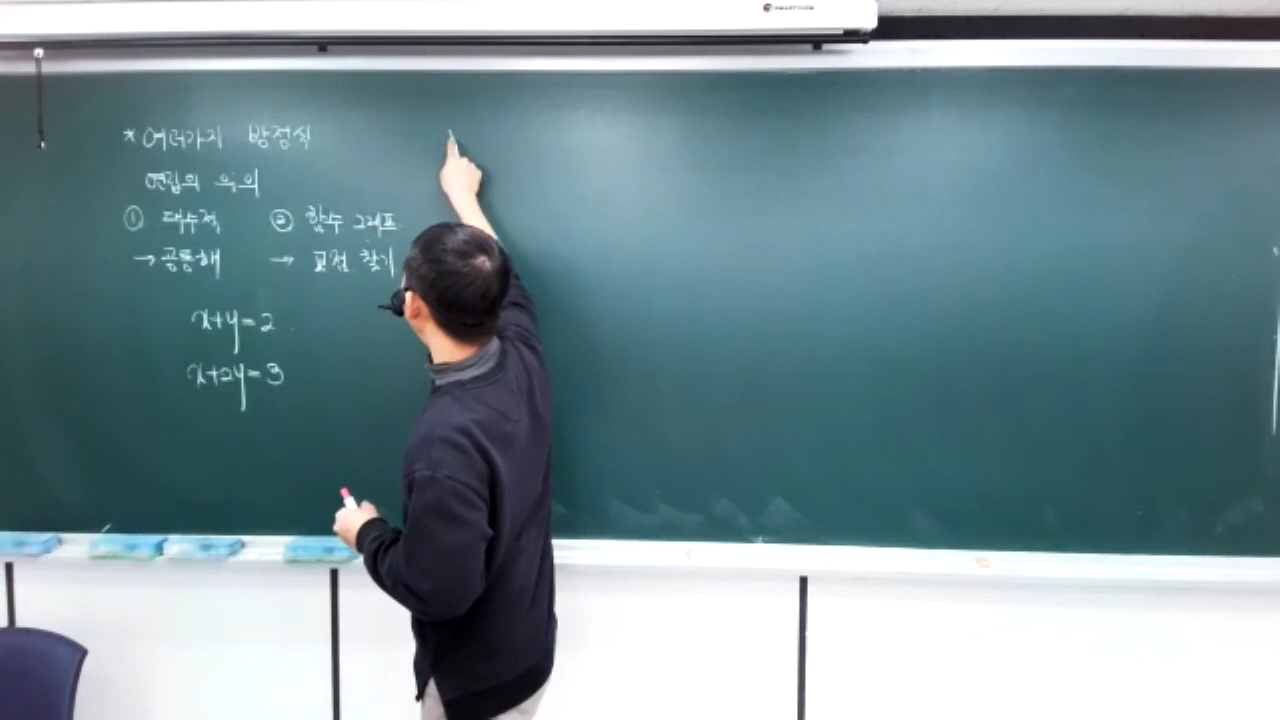 * 여러가지 방정식
연립의 의의
① 대수적 ② 함수 그래프
→ 공통해 → 교점 찾기
x+y=2
x+2y=3